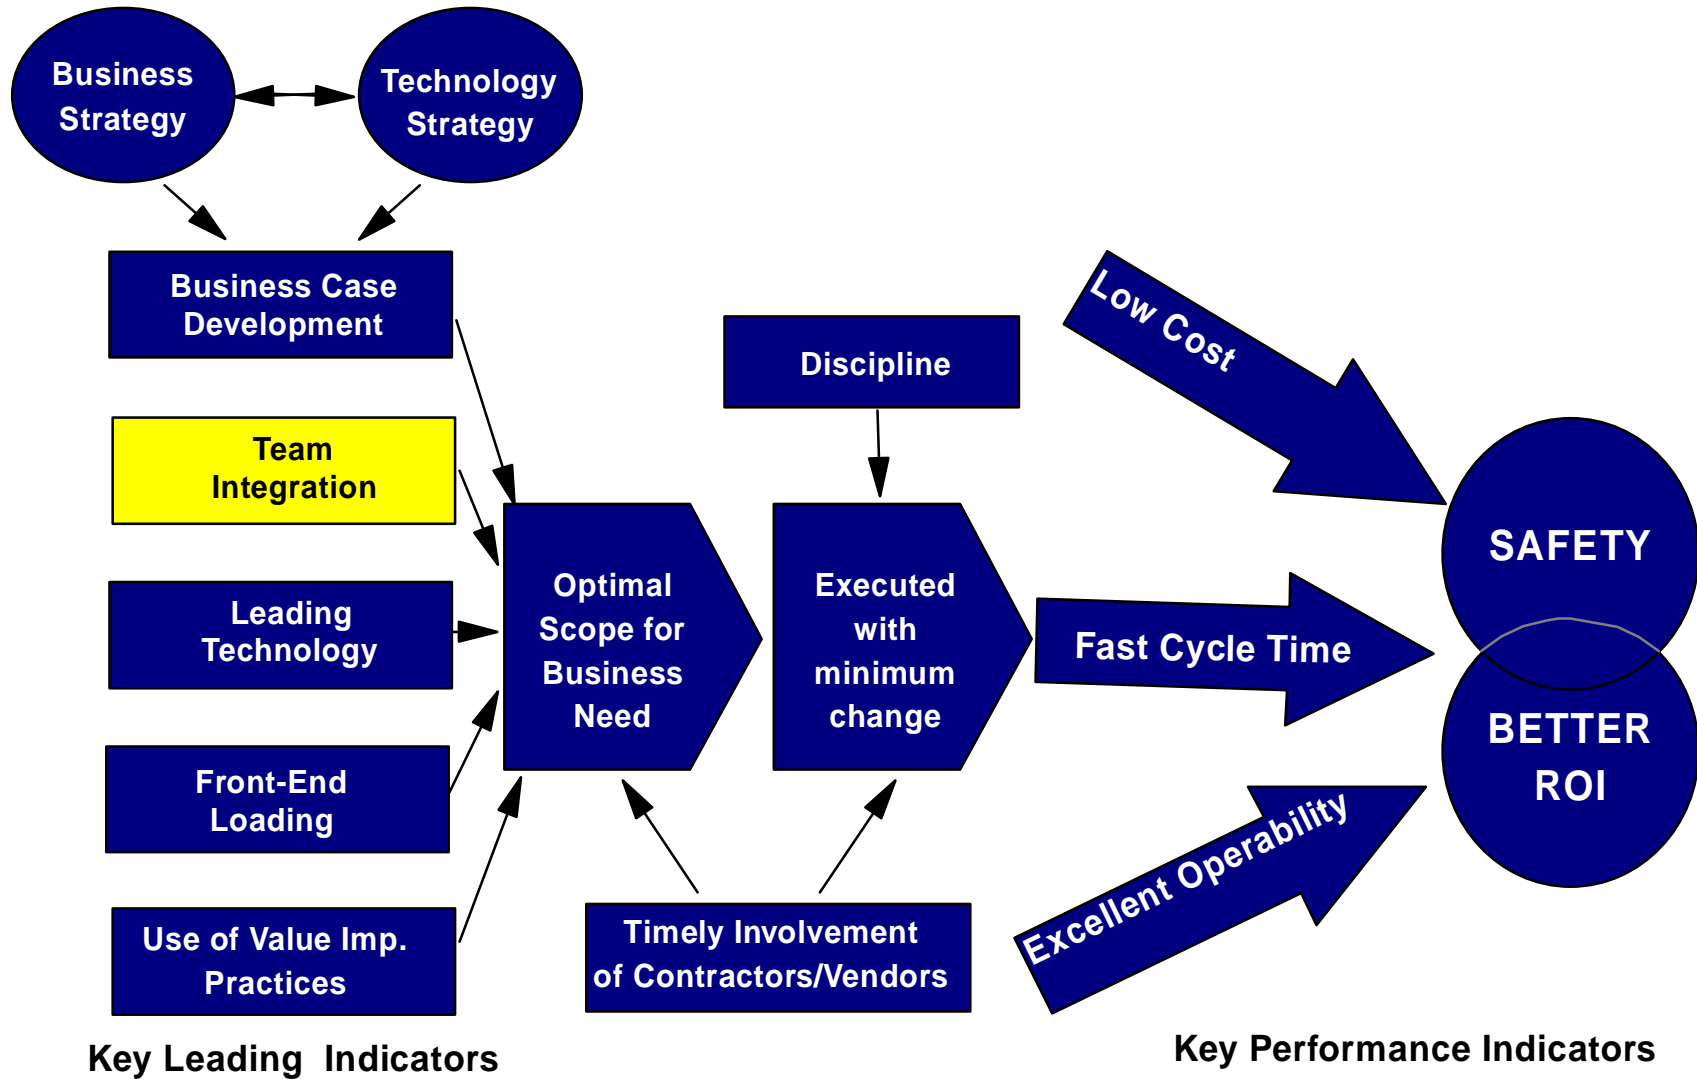 Business
Strategy
Technology
Strategy
Business Case
Development
Team
Integration
Leading
Technology
Front-End
Loading
Use of Value Imp.
Practices
Optimal
Scope for
Business
Need
Discipline
Executed
with
minimum
change
Timely Involvement
of Contractors/Vendors
Low Cost
Fast Cycle Time
Excellent Operability
SAFETY
BETTER
ROI
Key Leading  Indicators
Key Performance Indicators